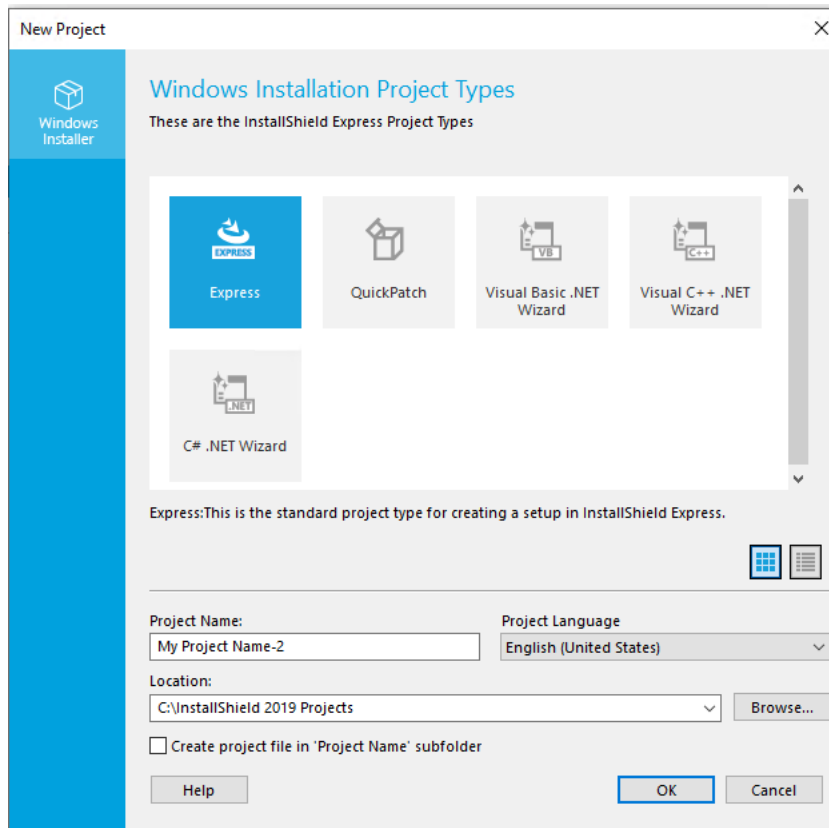 New Project
Windows
Installer
Windows Installation Project Types
These are the InstallShield Express Project Types
EXPRESS
VB
C++
Express
QuickPatch
Visual Basic .NET
Wizard
Visual C++ .NET
Wizard
.NET
C# .NET Wizard
Express:This is the standard project type for creating a setup in InstallShield Express.
Project Name:
Project Language
My Project Name-2
English (United States)
Location:
C:\InstallShield 2019 Projects
Browse...
Create project file in 'Project Name' subfolder
Help
OK
Cancel